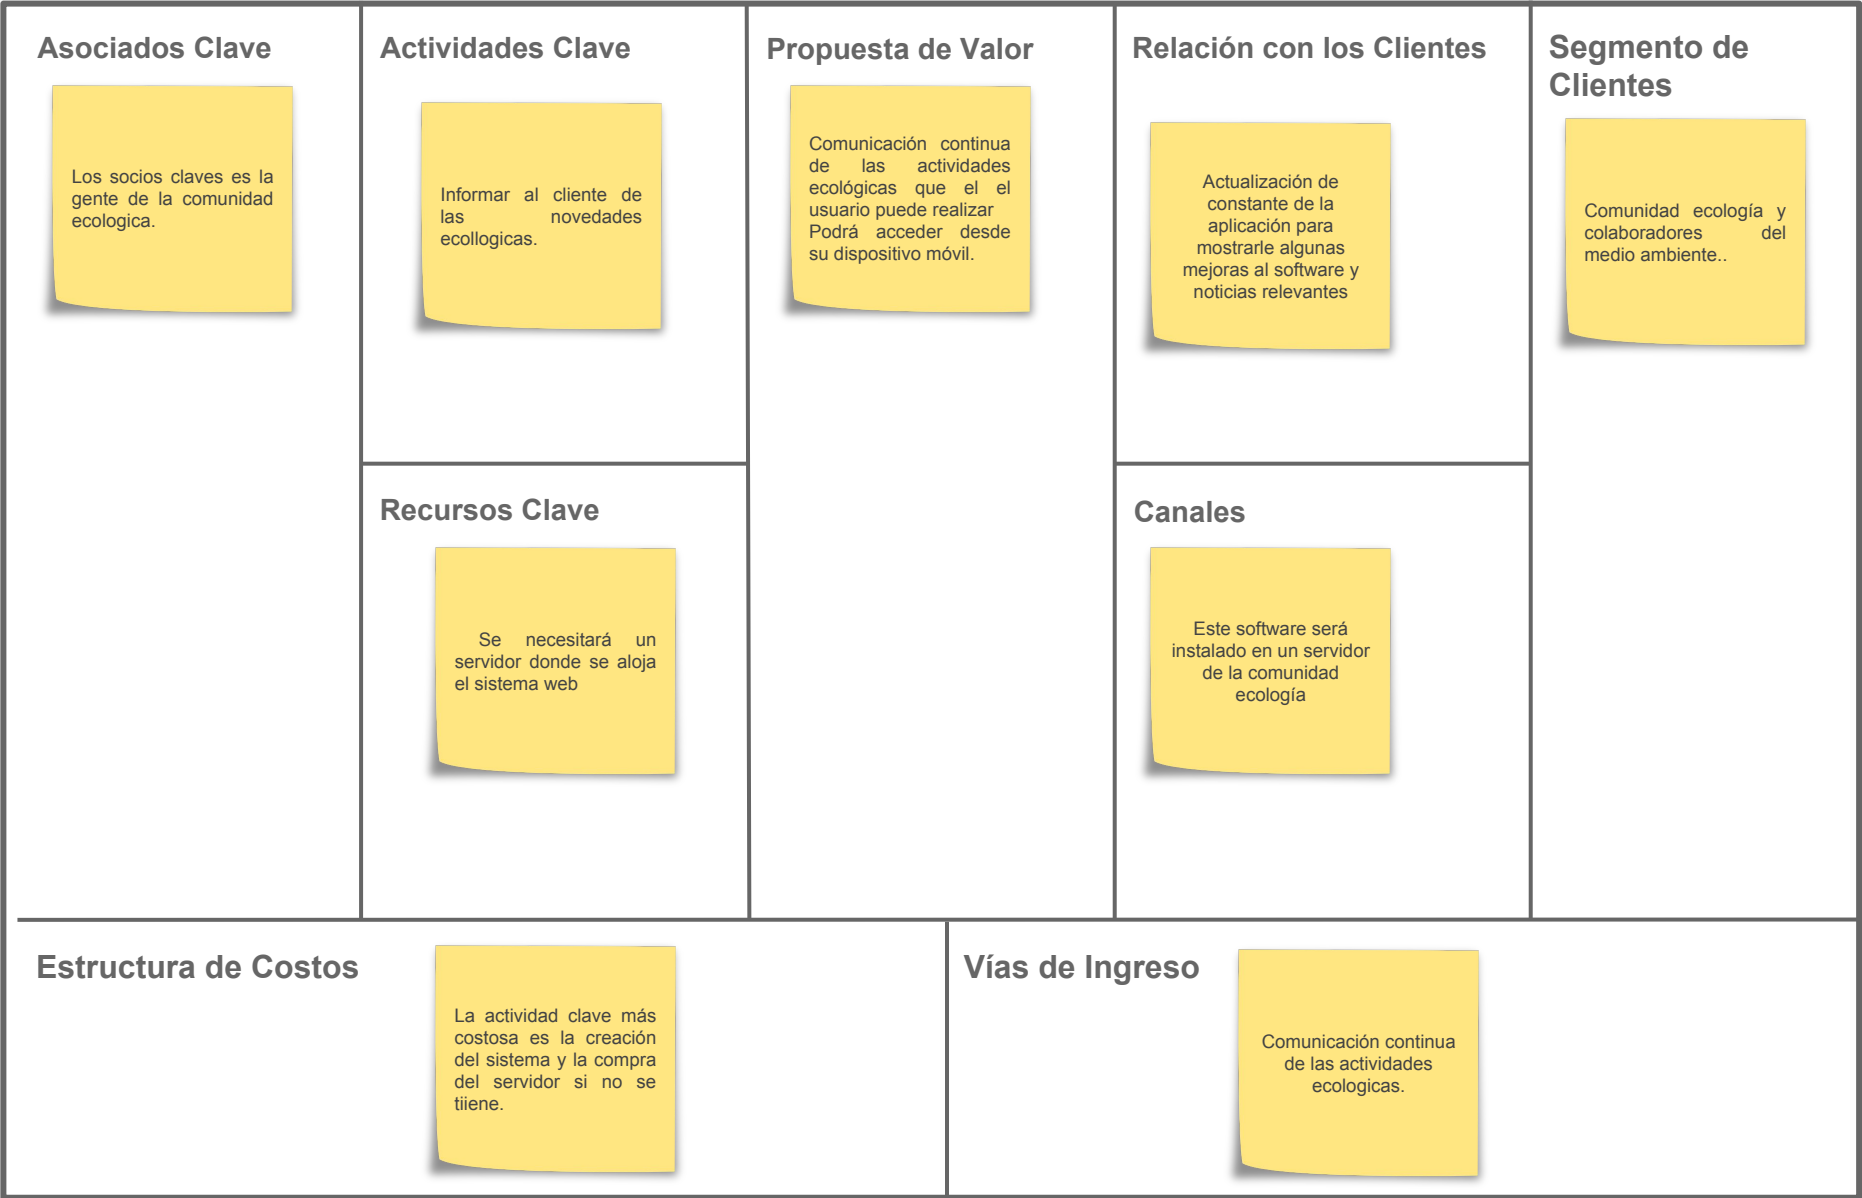 Asociados Clave
Los socios claves es la
gente de la comunidad
ecologica.
Actividades Clave
Informar al cliente de
las novedades
ecollogicas.
Propuesta de Valor
Comunicación continua
de las actividades
ecológicas que el el
usuario puede realizar
Podrá acceder desde
su dispositivo móvil.
Relación con los Clientes
Actualización de
constante de la
aplicación para
mostrarle algunas
mejoras al software y
noticias relevantes
Segmento de
Clientes
Comunidad ecología y
colaboradores del
medio ambiente..
Recursos Clave
Se necesitará un
servidor donde se aloja
el sistema web
Canales
Este software será
instalado en un servidor
de la comunidad
ecología
Estructura de Costos
La actividad clave más
costosa es la creación
del sistema y la compra
del servidor si no se
tiiene.
Vías de Ingreso
Comunicación continua
de las actividades
ecologicas.